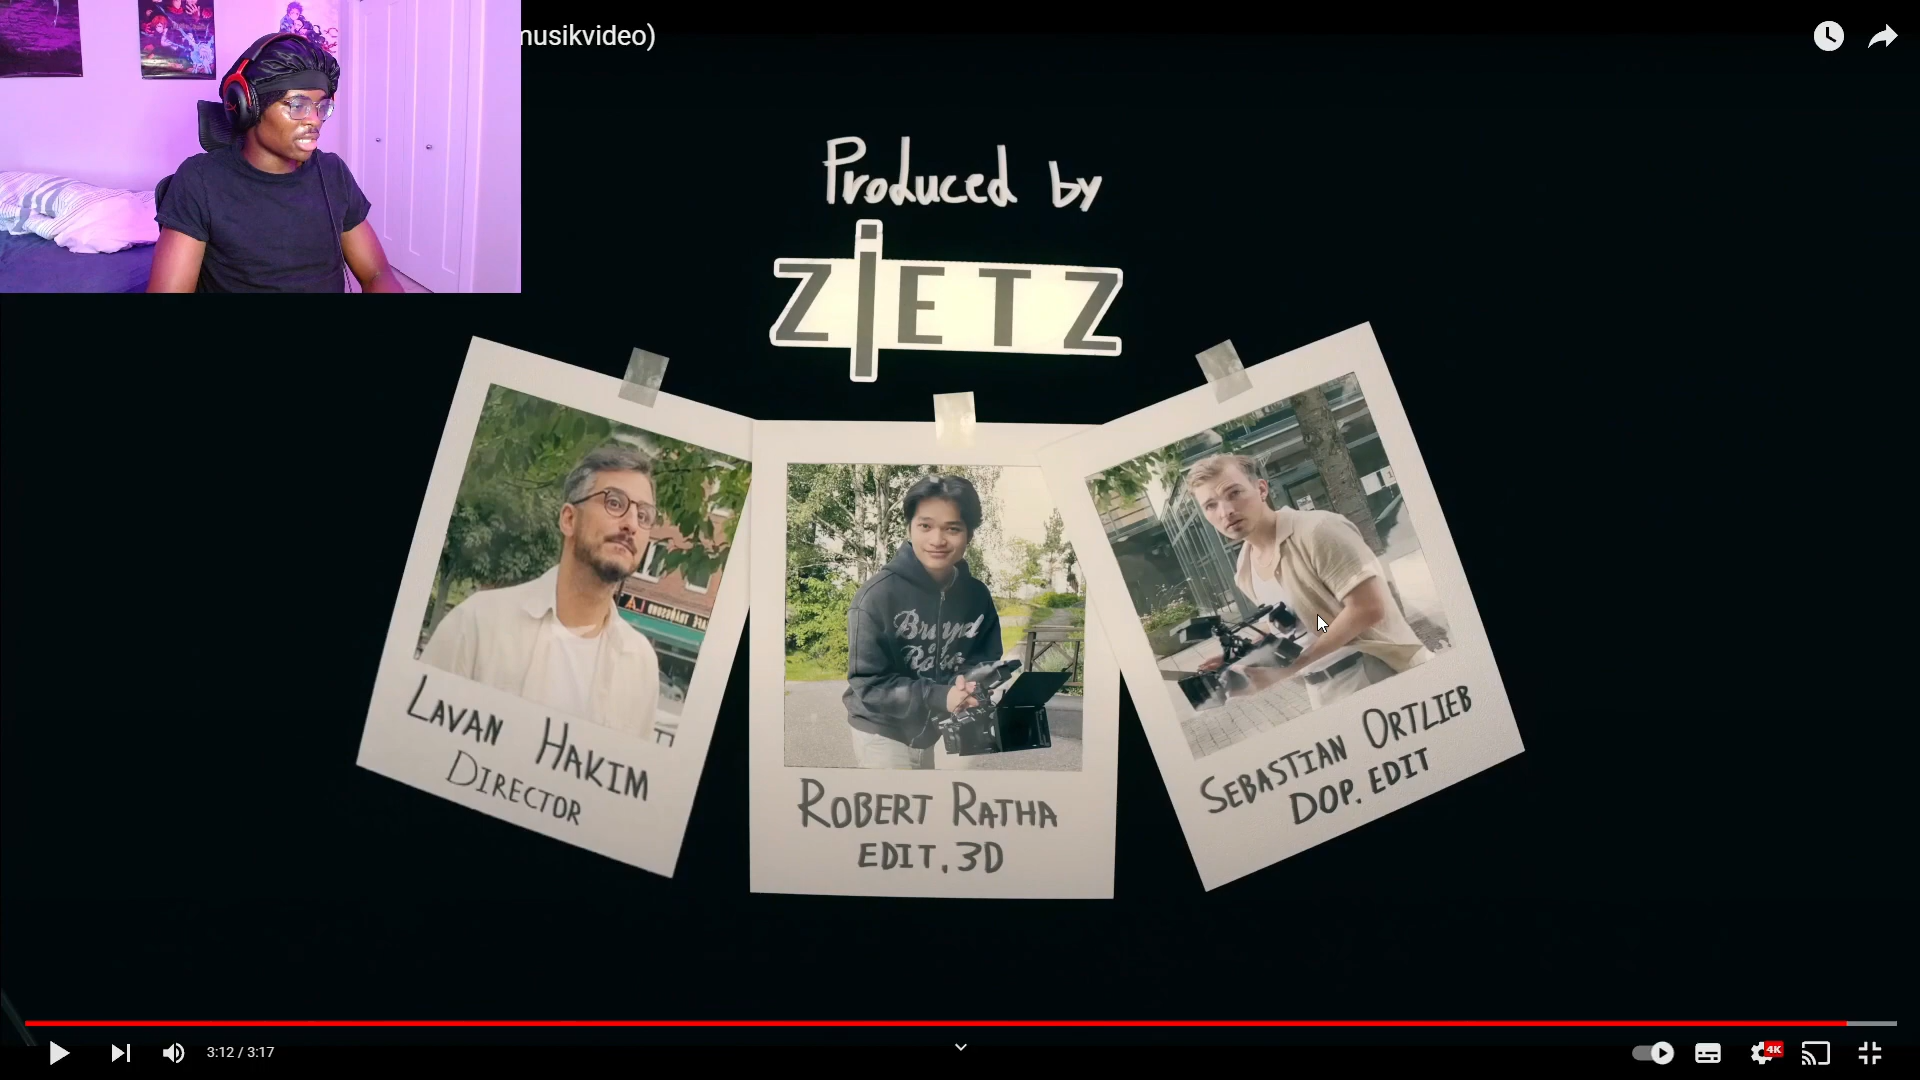 musikvideo)
Produced by
ZIETZ
LAVAN HAKIM
DIRECTOR
ROBERT RATHA
EDIT. 3D
SEBASTIAN ORTLIEB
DOP. EDIT
3:12 / 3:17
4K